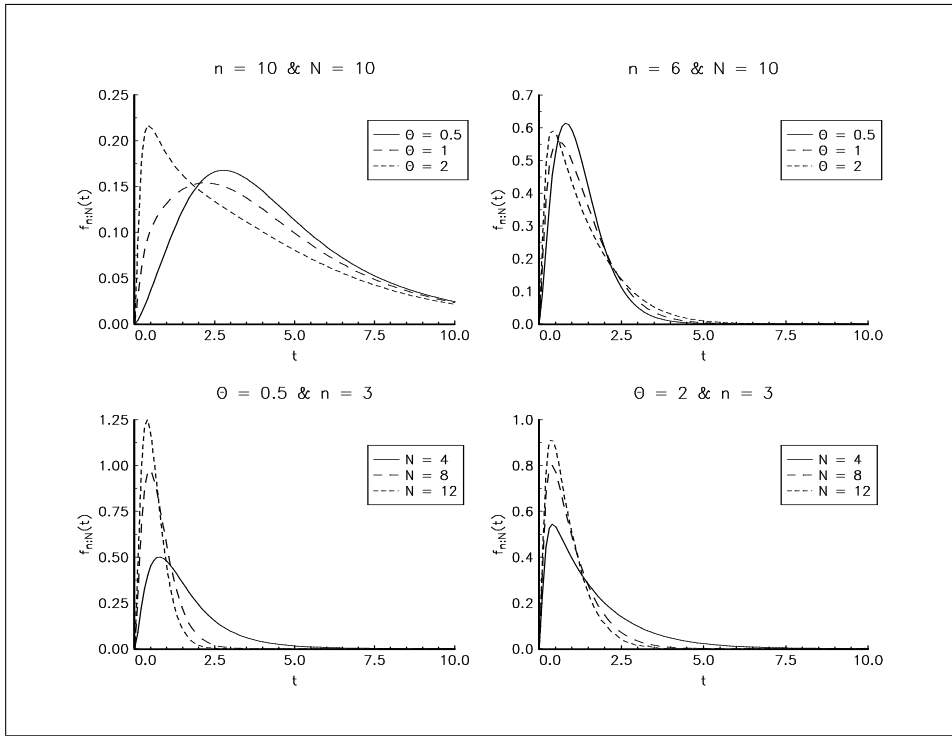 n = 10 & N = 10
0.25
0.20
0.15
0.10
0.05
0.00
f_{n:N}(t)
0.0 2.5 5.0 7.5 10.0
t
Θ = 0.5
Θ = 1
Θ = 2
n = 6 & N = 10
0.7
0.6
0.5
0.4
0.3
0.2
0.1
0.0
f_{n:N}(t)
0.0 2.5 5.0 7.5 10.0
t
Θ = 0.5
Θ = 1
Θ = 2
Θ = 0.5 & n = 3
1.25
1.00
0.75
0.50
0.25
0.00
f_{n:N}(t)
0.0 2.5 5.0 7.5 10.0
t
N = 4
N = 8
N = 12
Θ = 2 & n = 3
1.0
0.8
0.6
0.4
0.2
0.0
f_{n:N}(t)
0.0 2.5 5.0 7.5 10.0
t
N = 4
N = 8
N = 12